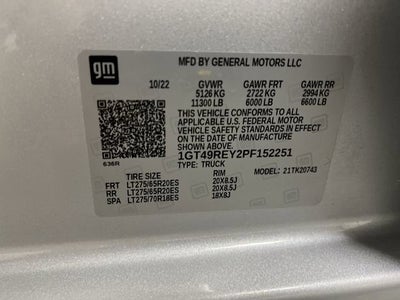 gm
MFD BY GENERAL MOTORS LLC
10/22 GVWR GAWR FRT GAWR RR
5126 KG 2722 KG 2994 KG
11300 LB 6000 LB 6600 LB
THIS VEHICLE CONFORMS TO ALL
APPLICABLE U.S. FEDERAL MOTOR
VEHICLE SAFETY STANDARDS IN EFFECT
ON THE DATE OF MANUFACTURE
SHOWN ABOVE.
1GT49REY2PF152251
TYPE: TRUCK MODEL: 21TK20743
636R
TIRE SIZE RIM
FRT LT275/65R20ES 20X8.5J
RR LT275/65R20ES 20X8.5J
SPA LT275/70R18ES 18X8J